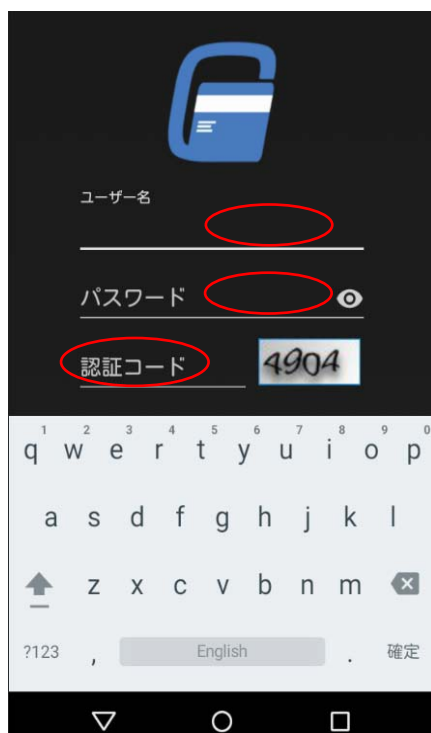 ユーザー名
パスワード
認証コード 4904
1 2 3 4 5 6 7 8 9 0
q w e r t y u i o p
a s d f g h j k l
z x c v b n m
?123 , English . 確定